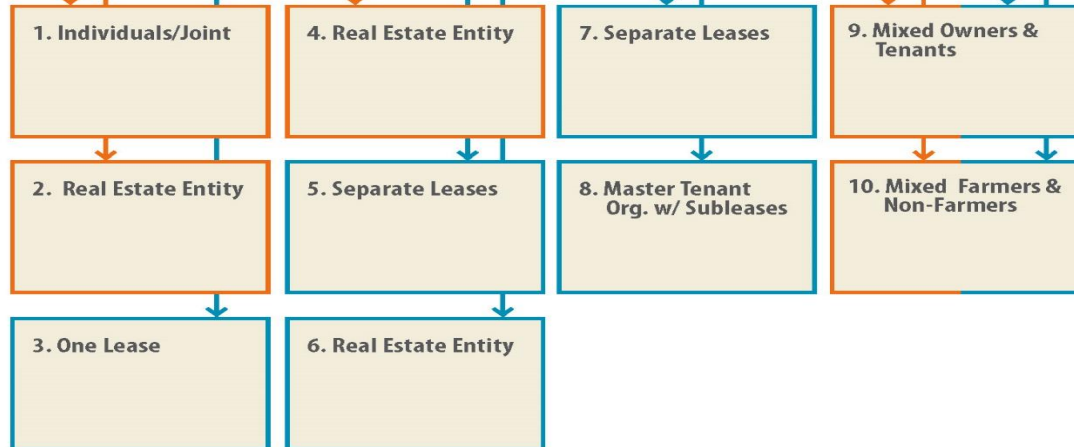 1. Individuals/Joint
4. Real Estate Entity
7. Separate Leases
9. Mixed Owners &
Tenants
2. Real Estate Entity
5. Separate Leases
8. Master Tenant
Org. w/ Subleases
10. Mixed Farmers &
Non-Farmers
3. One Lease
6. Real Estate Entity